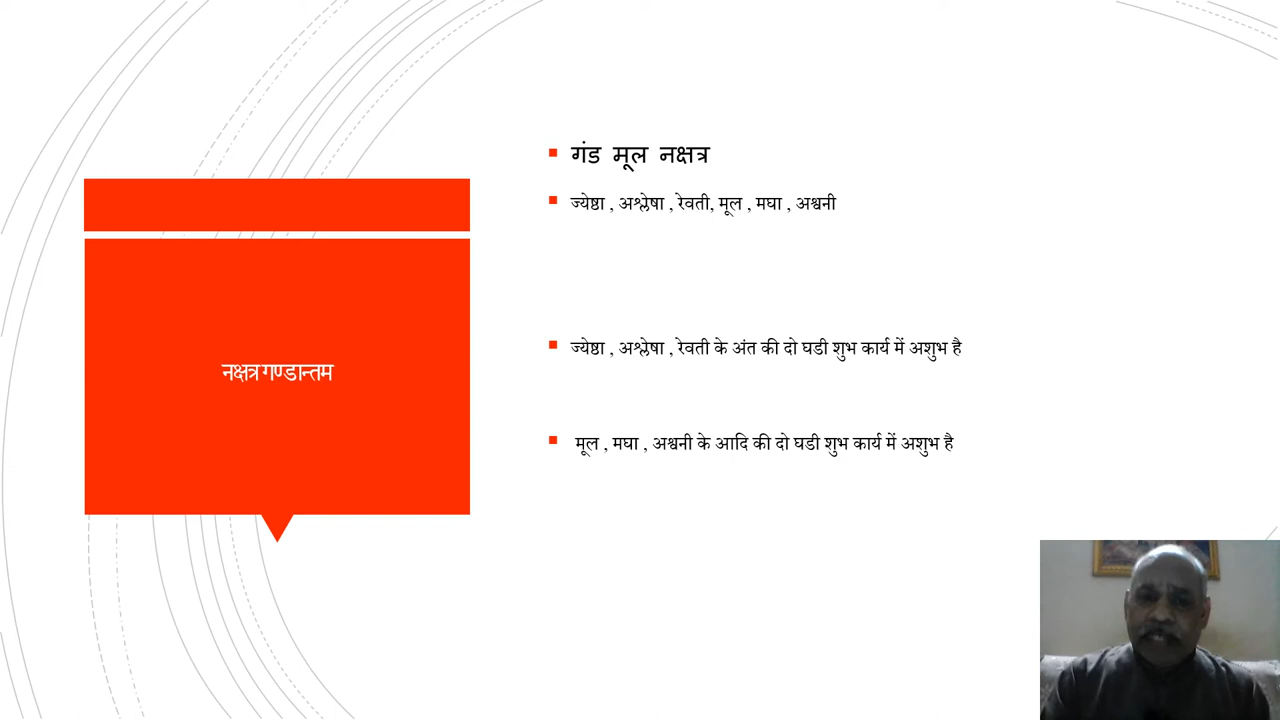 नक्षत्र गण्डान्तम
गंड मूल नक्षत्र
ज्येष्ठा , अश्लेषा , रेवती, मूल , मघा , अश्वनी
ज्येष्ठा , अश्लेषा , रेवती के अंत की दो घडी शुभ कार्य में अशुभ है
मूल , मघा , अश्वनी के आदि की दो घडी शुभ कार्य में अशुभ है